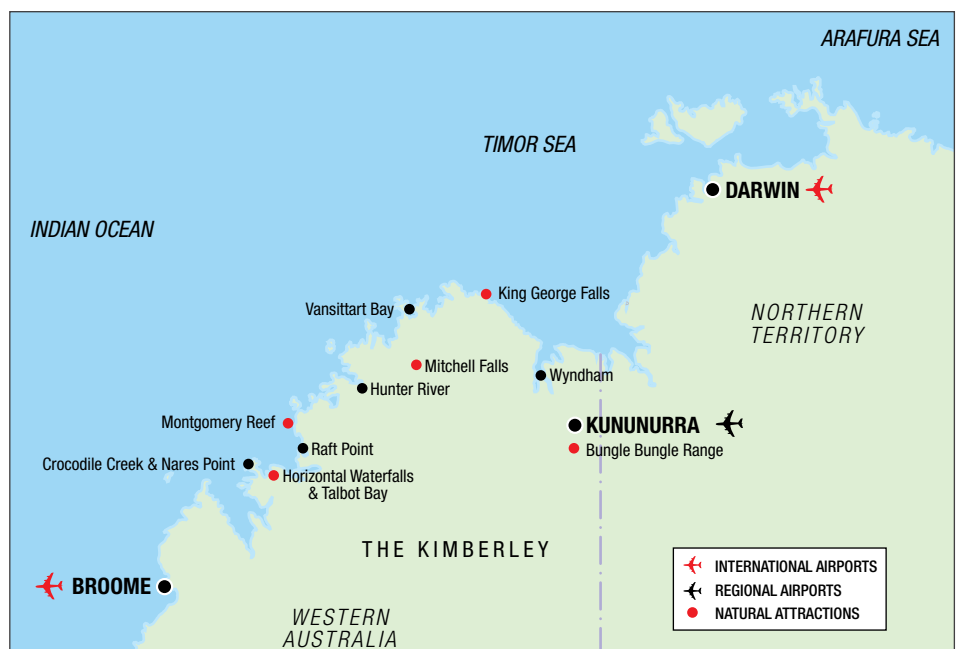 ARAFURA SEA
TIMOR SEA
DARWIN
INDIAN OCEAN
King George Falls
Vansittart Bay
NORTHERN
TERRITORY
Mitchell Falls
Wyndham
Hunter River
Montgomery Reef
KUNUNURRA
Raft Point
Bungle Bungle Range
Crocodile Creek & Nares Point
Horizontal Waterfalls
& Talbot Bay
THE KIMBERLEY
BROOME
WESTERN
AUSTRALIA
INTERNATIONAL AIRPORTS
REGIONAL AIRPORTS
NATURAL ATTRACTIONS